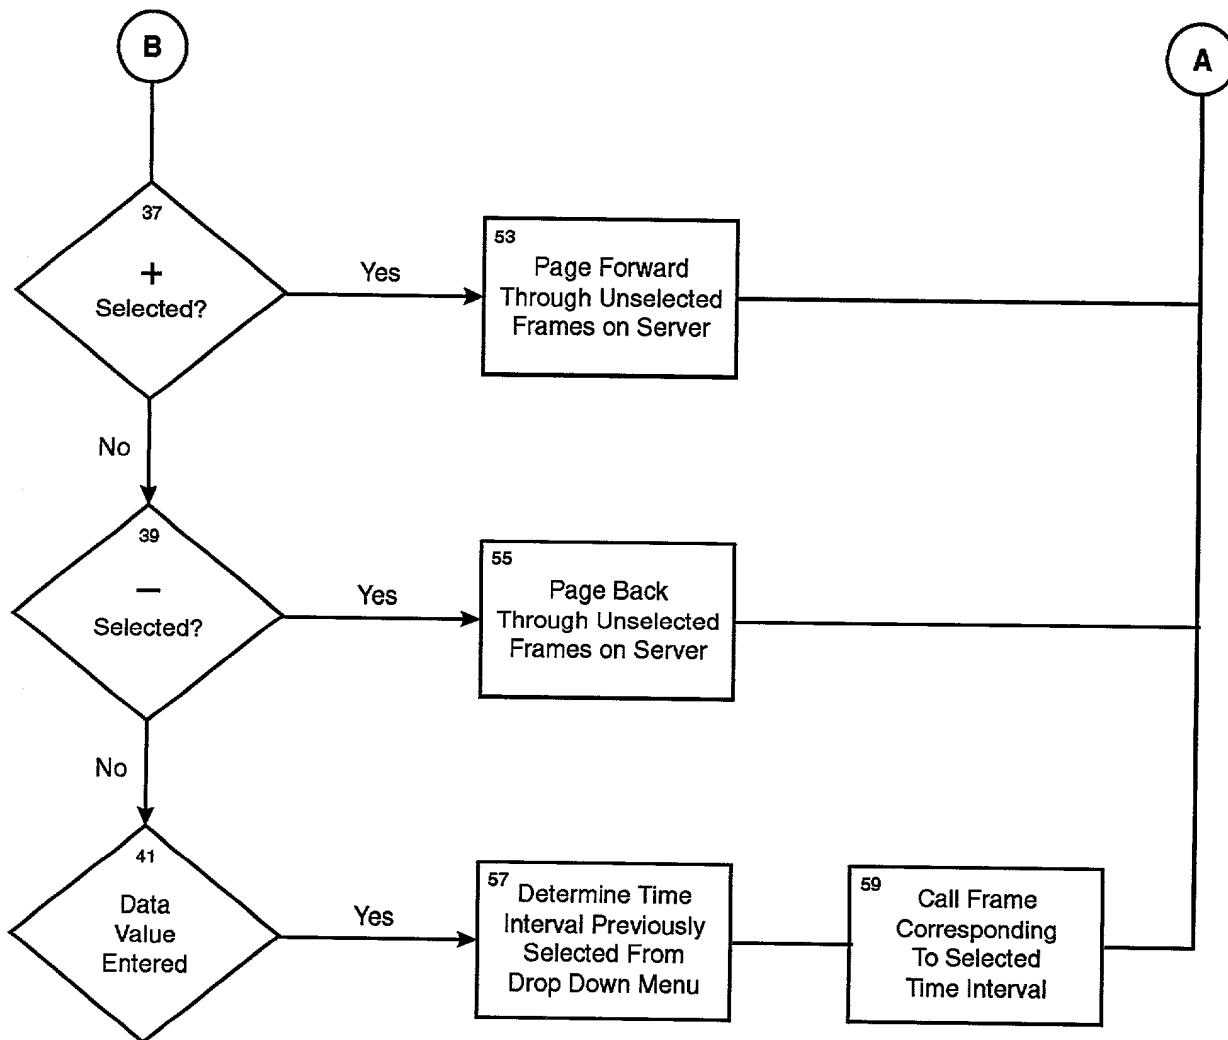 B
A
37
+
Selected?
Yes
53
Page Forward
Through Unselected
Frames on Server
No
39
−
Selected?
Yes
55
Page Back
Through Unselected
Frames on Server
No
41
Data
Value
Entered
Yes
57
Determine Time
Interval Previously
Selected From
Drop Down Menu
59
Call Frame
Corresponding
To Selected
Time Interval